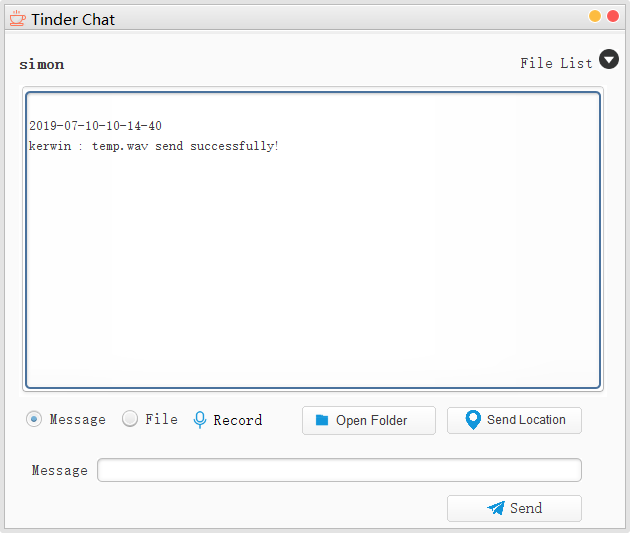 Tinder Chat
simon
File List
2019-07-10-10-14-40
kerwin : temp.wav send successfully!
Message
File
Record
Open Folder
Send Location
Message
Send